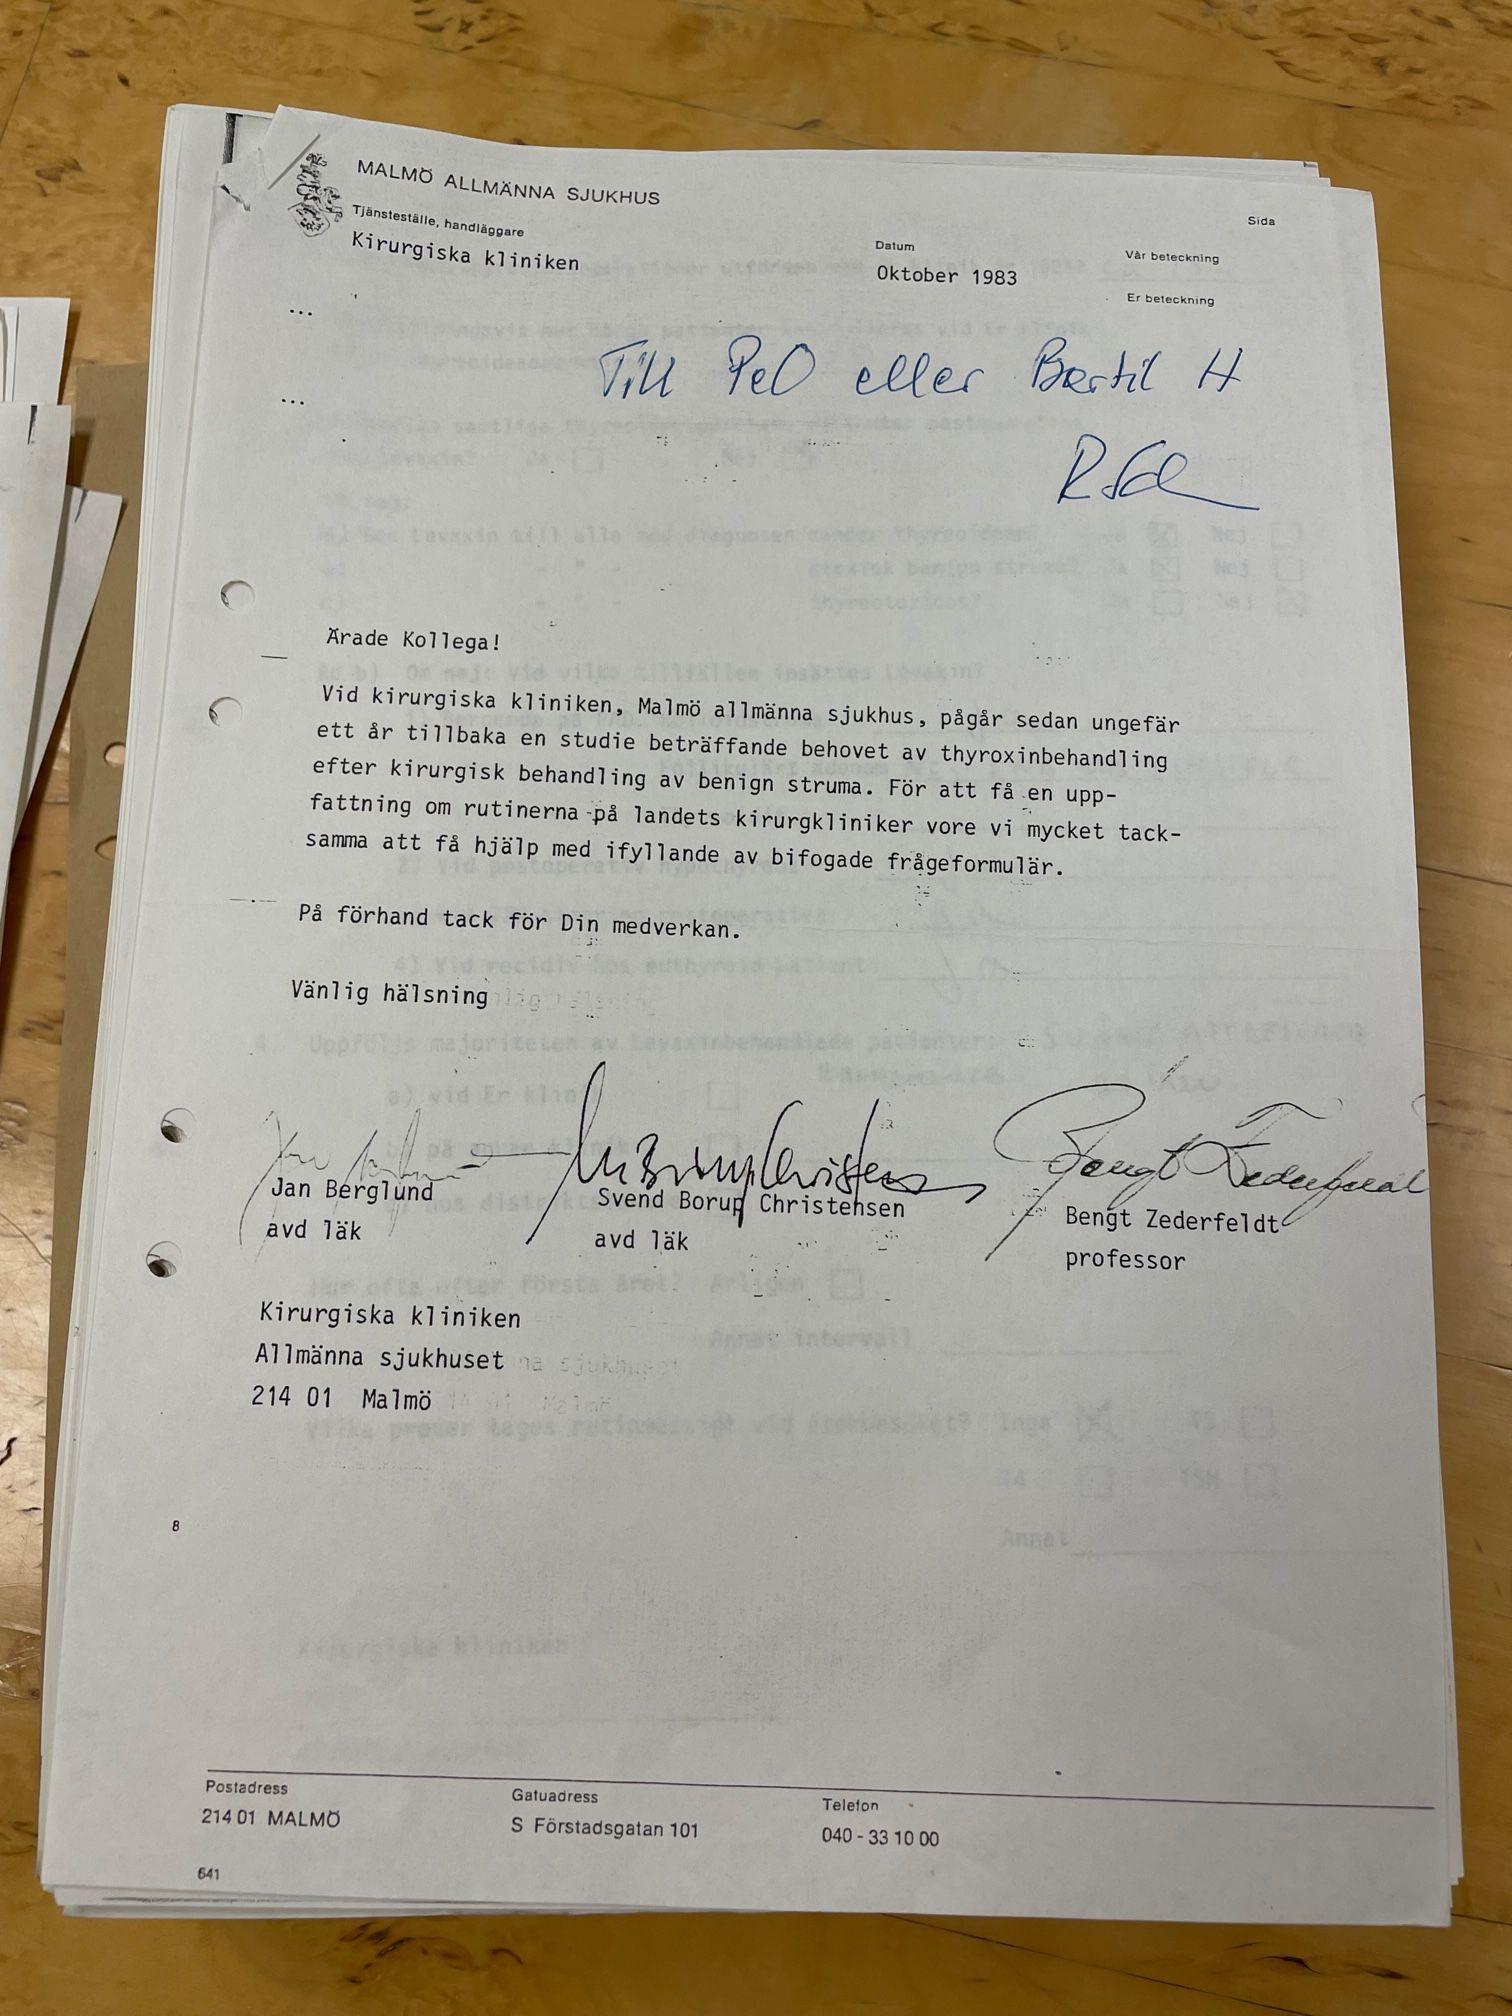 MALMÖ ALLMÄNNA SJUKHUS
Sida
Tjänsteställe, handläggare
Kirurgiska kliniken
Datum
Oktober 1983
Vår beteckning
Er beteckning
Till PeO eller Bertil H
Ärade Kollega!
Vid kirurgiska kliniken, Malmö allmänna sjukhus, pågår sedan ungefär
ett år tillbaka en studie beträffande behovet av thyroxinbehandling
efter kirurgisk behandling av benign struma. För att få en upp-
fattning om rutinerna på landets kirurgkliniker vore vi mycket tack-
samma att få hjälp med ifyllande av bifogade frågeformulär.
På förhand tack för Din medverkan.
Vänlig hälsning
Jan Berglund
avd läk
Svend Borup Christensen
avd läk
Bengt Zederfeldt
professor
Kirurgiska kliniken
Allmänna sjukhuset
214 01 Malmö
8
Postadress
214 01 MALMÖ
Gatuadress
S Förstadsgatan 101
Telefon
040 - 33 10 00
641